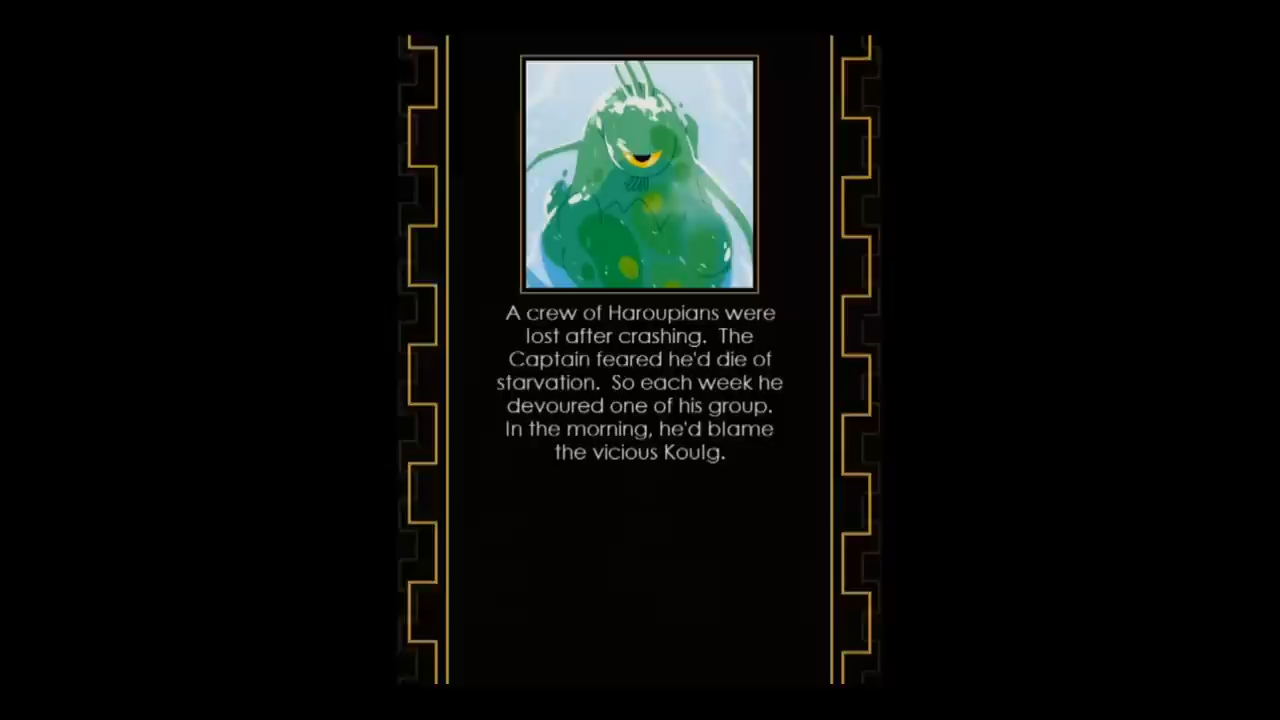 A crew of Haroupians were
lost after crashing.  The
Captain feared he'd die of
starvation.  So each week he
devoured one of his group.
In the morning, he'd blame
the vicious Koulg.